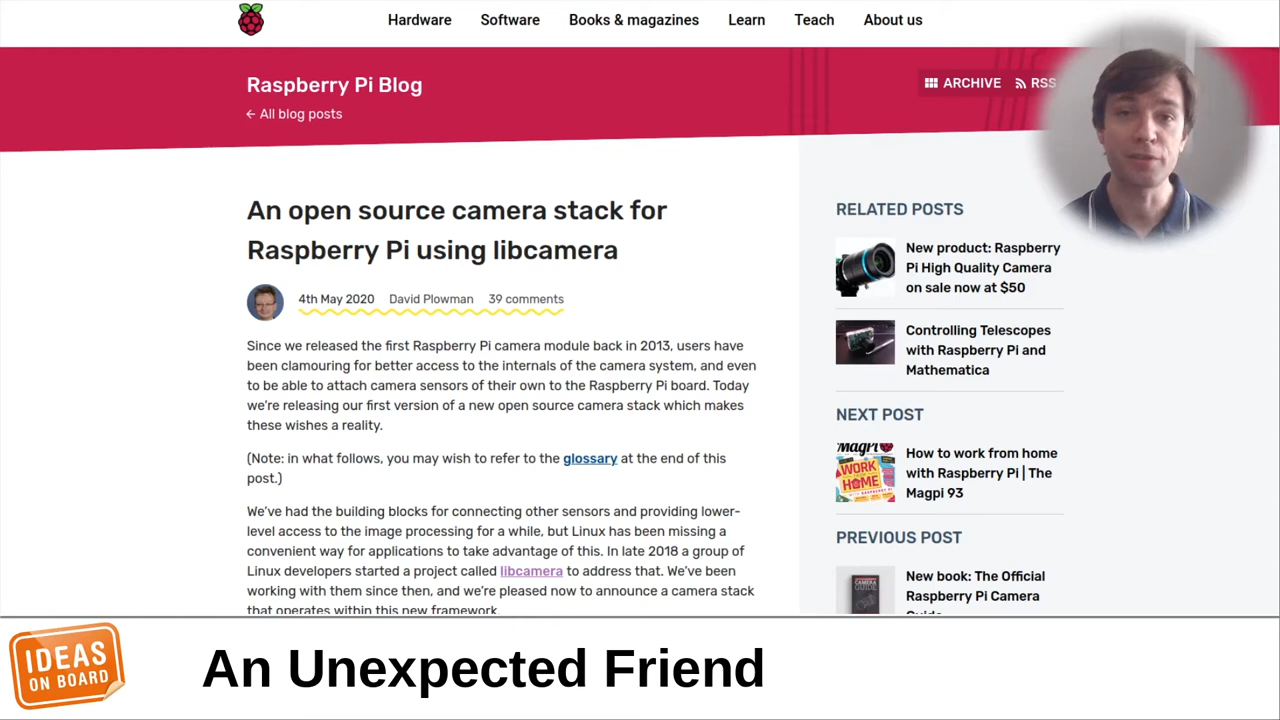 Hardware Software Books & magazines Learn Teach About us
Raspberry Pi Blog
← All blog posts
ARCHIVE RSS
An open source camera stack for
Raspberry Pi using libcamera
4th May 2020 David Plowman 39 comments
Since we released the first Raspberry Pi camera module back in 2013, users have
been clamouring for better access to the internals of the camera system, and even
to be able to attach camera sensors of their own to the Raspberry Pi board. Today
we’re releasing our first version of a new open source camera stack which makes
these wishes a reality.
(Note: in what follows, you may wish to refer to the glossary at the end of this
post.)
We’ve had the building blocks for connecting other sensors and providing lower-
level access to the image processing for a while, but Linux has been missing a
convenient way for applications to take advantage of this. In late 2018 a group of
Linux developers started a project called libcamera to address that. We’ve been
working with them since then, and we’re pleased now to announce a camera stack
that operates within this new framework.
RELATED POSTS
New product: Raspberry
Pi High Quality Camera
on sale now at $50
Controlling Telescopes
with Raspberry Pi and
Mathematica
NEXT POST
MagPi
WORK
FROM
HOME
How to work from home
with Raspberry Pi | The
Magpi 93
PREVIOUS POST
CAMERA
GUIDE
New book: The Official
Raspberry Pi Camera
Guide
IDEAS
ON BOARD
An Unexpected Friend